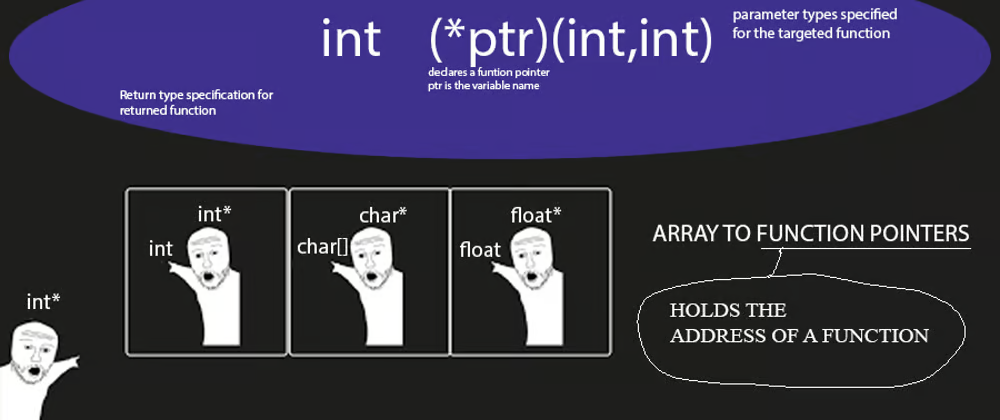 int (*ptr)(int,int)
parameter types specified
for the targeted function
declares a funtion pointer
ptr is the variable name
Return type specification for
returned function
int*
int
char*
char[]
float*
float
ARRAY TO FUNCTION POINTERS
HOLDS THE
ADDRESS OF A FUNCTION
int*